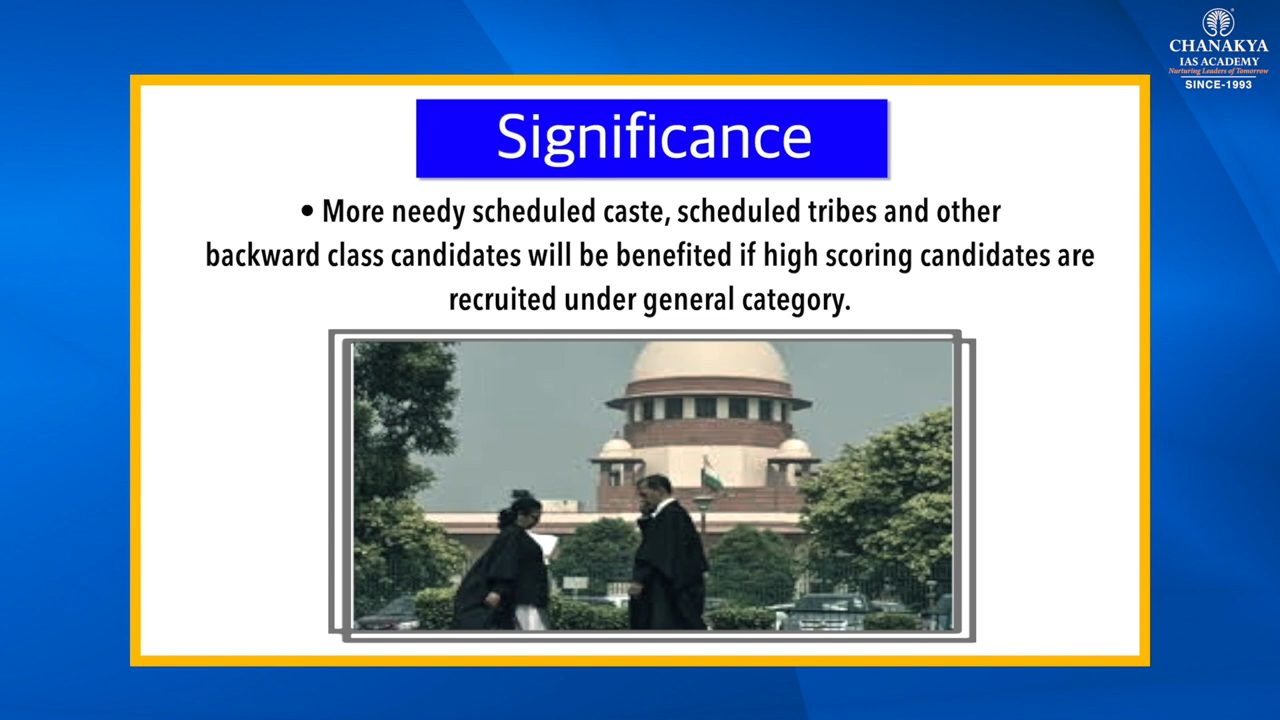 CHANAKYA
IAS ACADEMY
Nurturing Leaders of Tomorrow
SINCE-1993
Significance
• More needy scheduled caste, scheduled tribes and other
backward class candidates will be benefited if high scoring candidates are
recruited under general category.